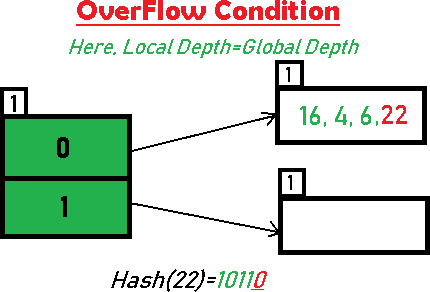 OverFlow Condition
Here, Local Depth=Global Depth
1
0
1
1
16, 4, 6,22
1
Hash(22)=10110